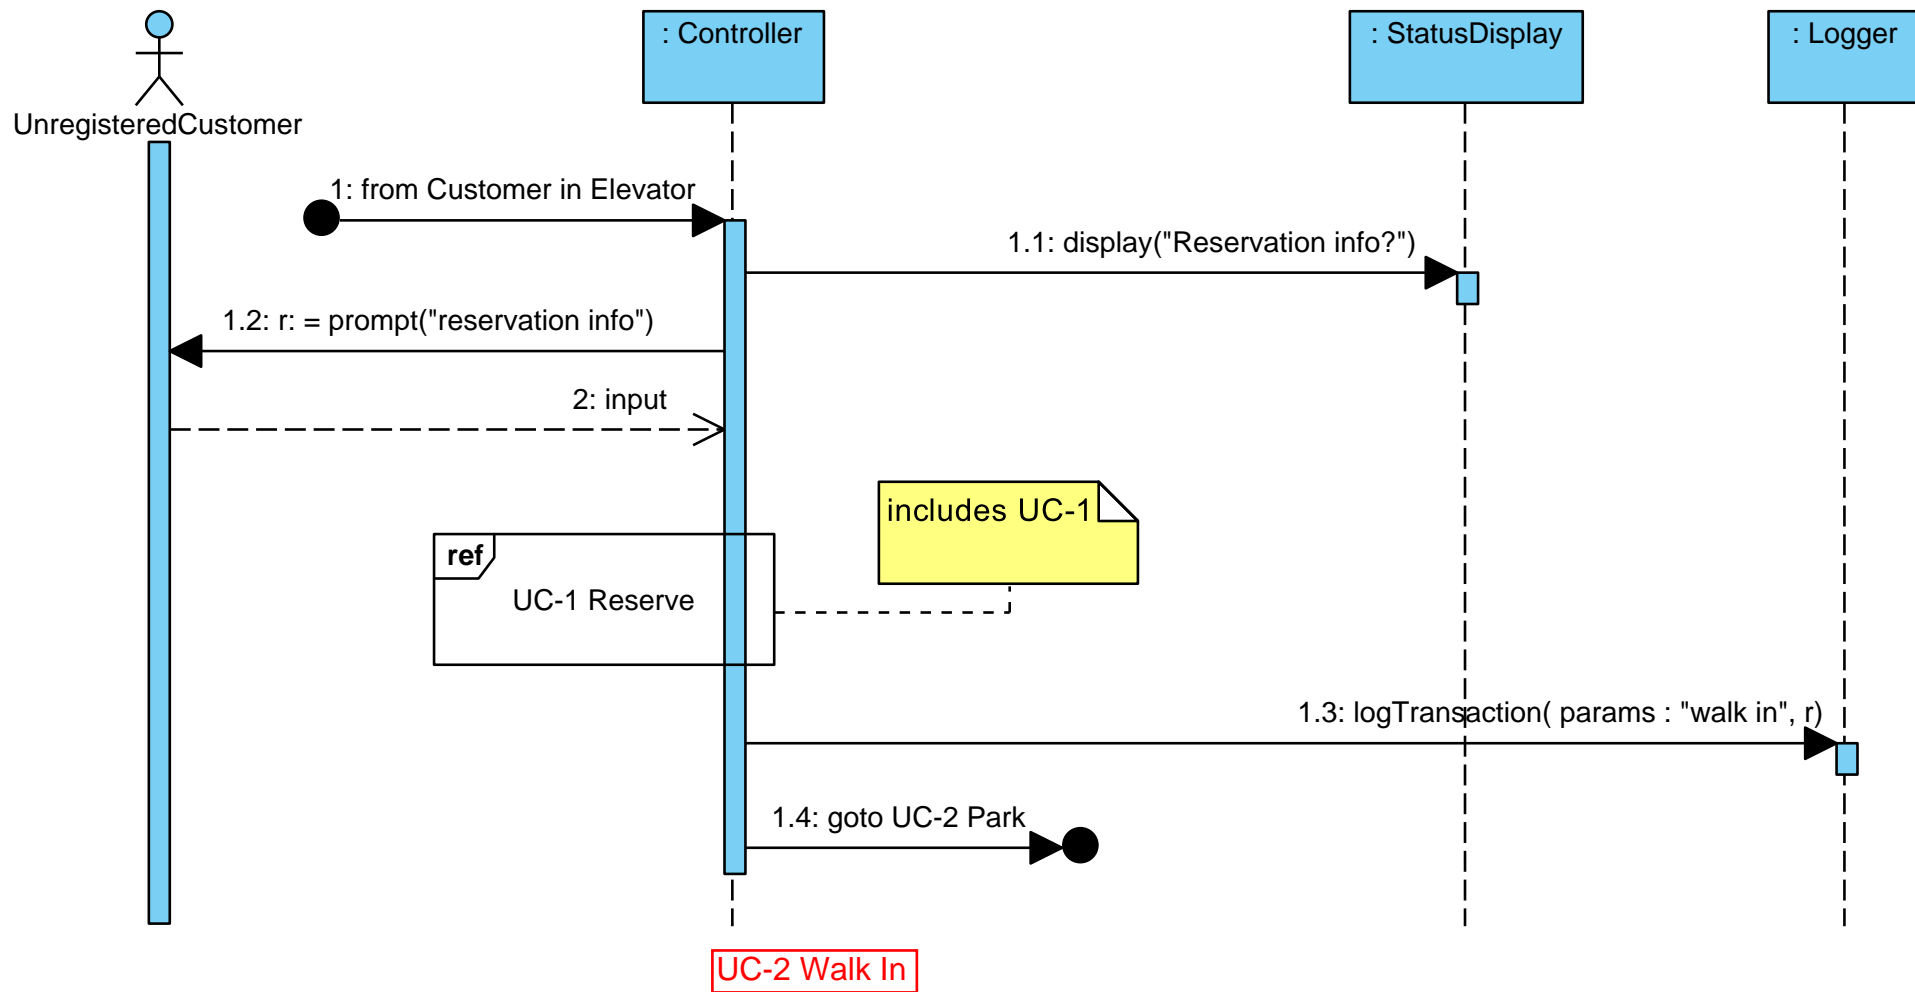 : Controller
: StatusDisplay
: Logger
UnregisteredCustomer
1: from Customer in Elevator
1.1: display("Reservation info?")
1.2: r: = prompt("reservation info")
2: input
includes UC-1
ref
UC-1 Reserve
1.3: logTransaction( params : "walk in", r)
1.4: goto UC-2 Park
UC-2 Walk In